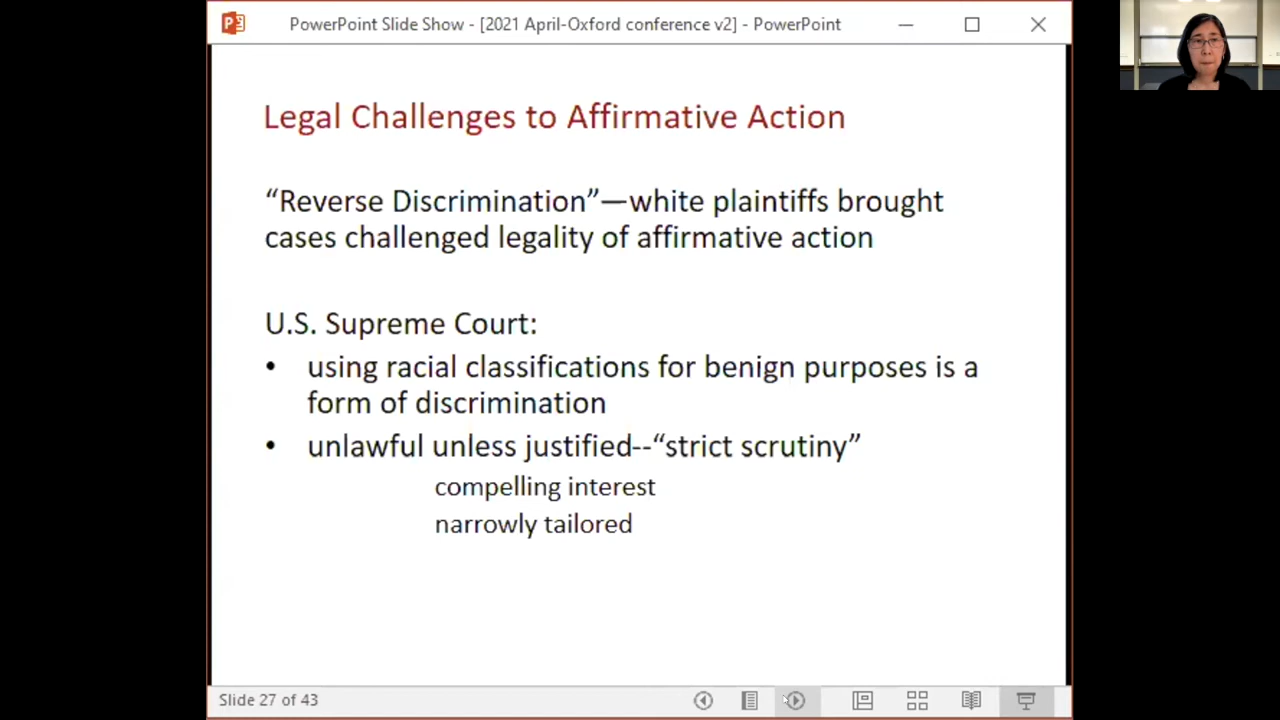 PowerPoint Slide Show - [2021 April-Oxford conference v2] - PowerPoint
Legal Challenges to Affirmative Action
“Reverse Discrimination”—white plaintiffs brought
cases challenged legality of affirmative action
U.S. Supreme Court:
• using racial classifications for benign purposes is a
form of discrimination
• unlawful unless justified--“strict scrutiny”
compelling interest
narrowly tailored
Slide 27 of 43